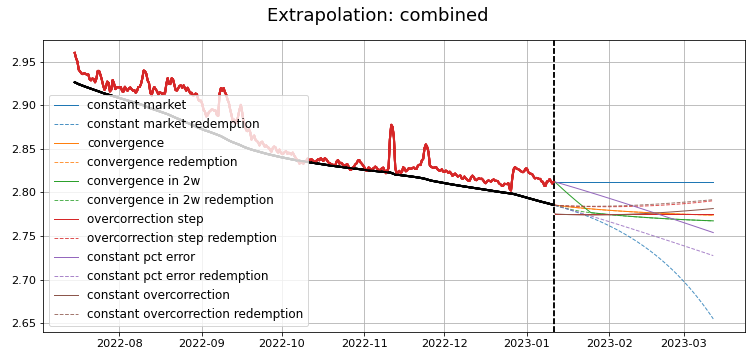 Extrapolation: combined
2.95
2.90
2.85
2.80
2.75
2.70
2.65
constant market
constant market redemption
convergence
convergence redemption
convergence in 2w
convergence in 2w redemption
overcorrection step
overcorrection step redemption
constant pct error
constant pct error redemption
constant overcorrection
constant overcorrection redemption
2022-08 2022-09 2022-10 2022-11 2022-12 2023-01 2023-02 2023-03